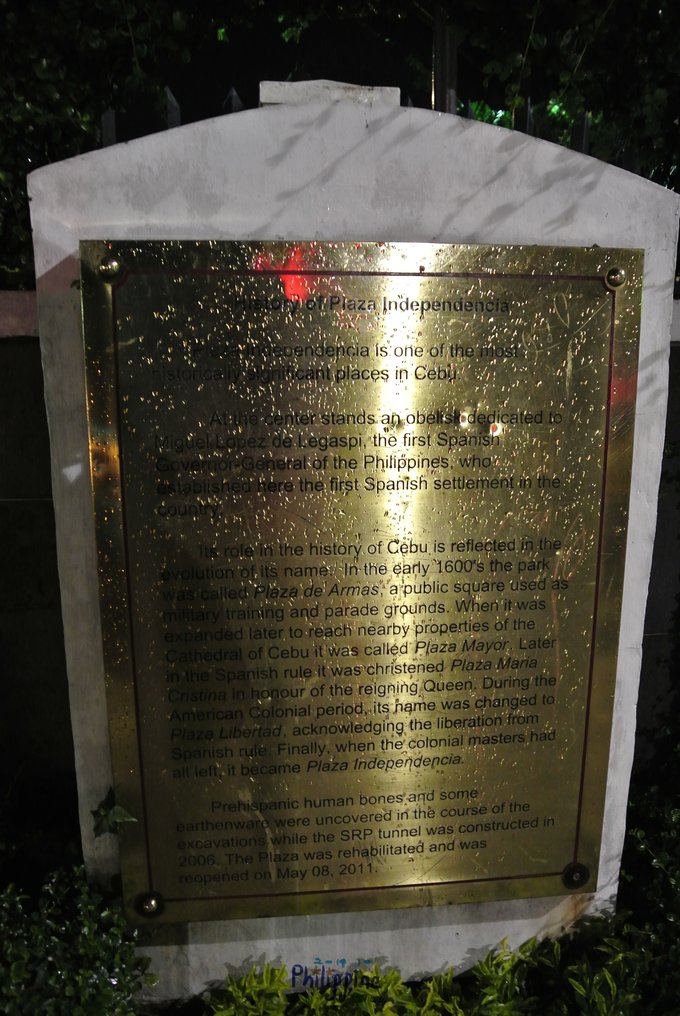 History of Plaza Independencia
Plaza Independencia is one of the most
historically significant places in Cebu.
At the center stands an obelisk dedicated to
Miguel Lopez de Legaspi, the first Spanish
Governor-General of the Philippines, who
established here the first Spanish settlement in the
country.
Its role in the history of Cebu is reflected in the
evolution of its name. In the early 1600's the park
was called Plaza de Armas, a public square used as
military training and parade grounds. When it was
expanded later to reach nearby properties of the
Cathedral of Cebu it was called Plaza Mayor. Later
in the Spanish rule it was christened Plaza Maria
Cristina in honour of the reigning Queen. During the
American Colonial period, its name was changed to
Plaza Libertad, acknowledging the liberation from
Spanish rule. Finally, when the colonial masters had
all left, it became Plaza Independencia.
Prehispanic human bones and some
earthenware were uncovered in the course of the
excavations while the SRP tunnel was constructed in
2006. The Plaza was rehabilitated and was
reopened on May 08, 2011.
Philippine